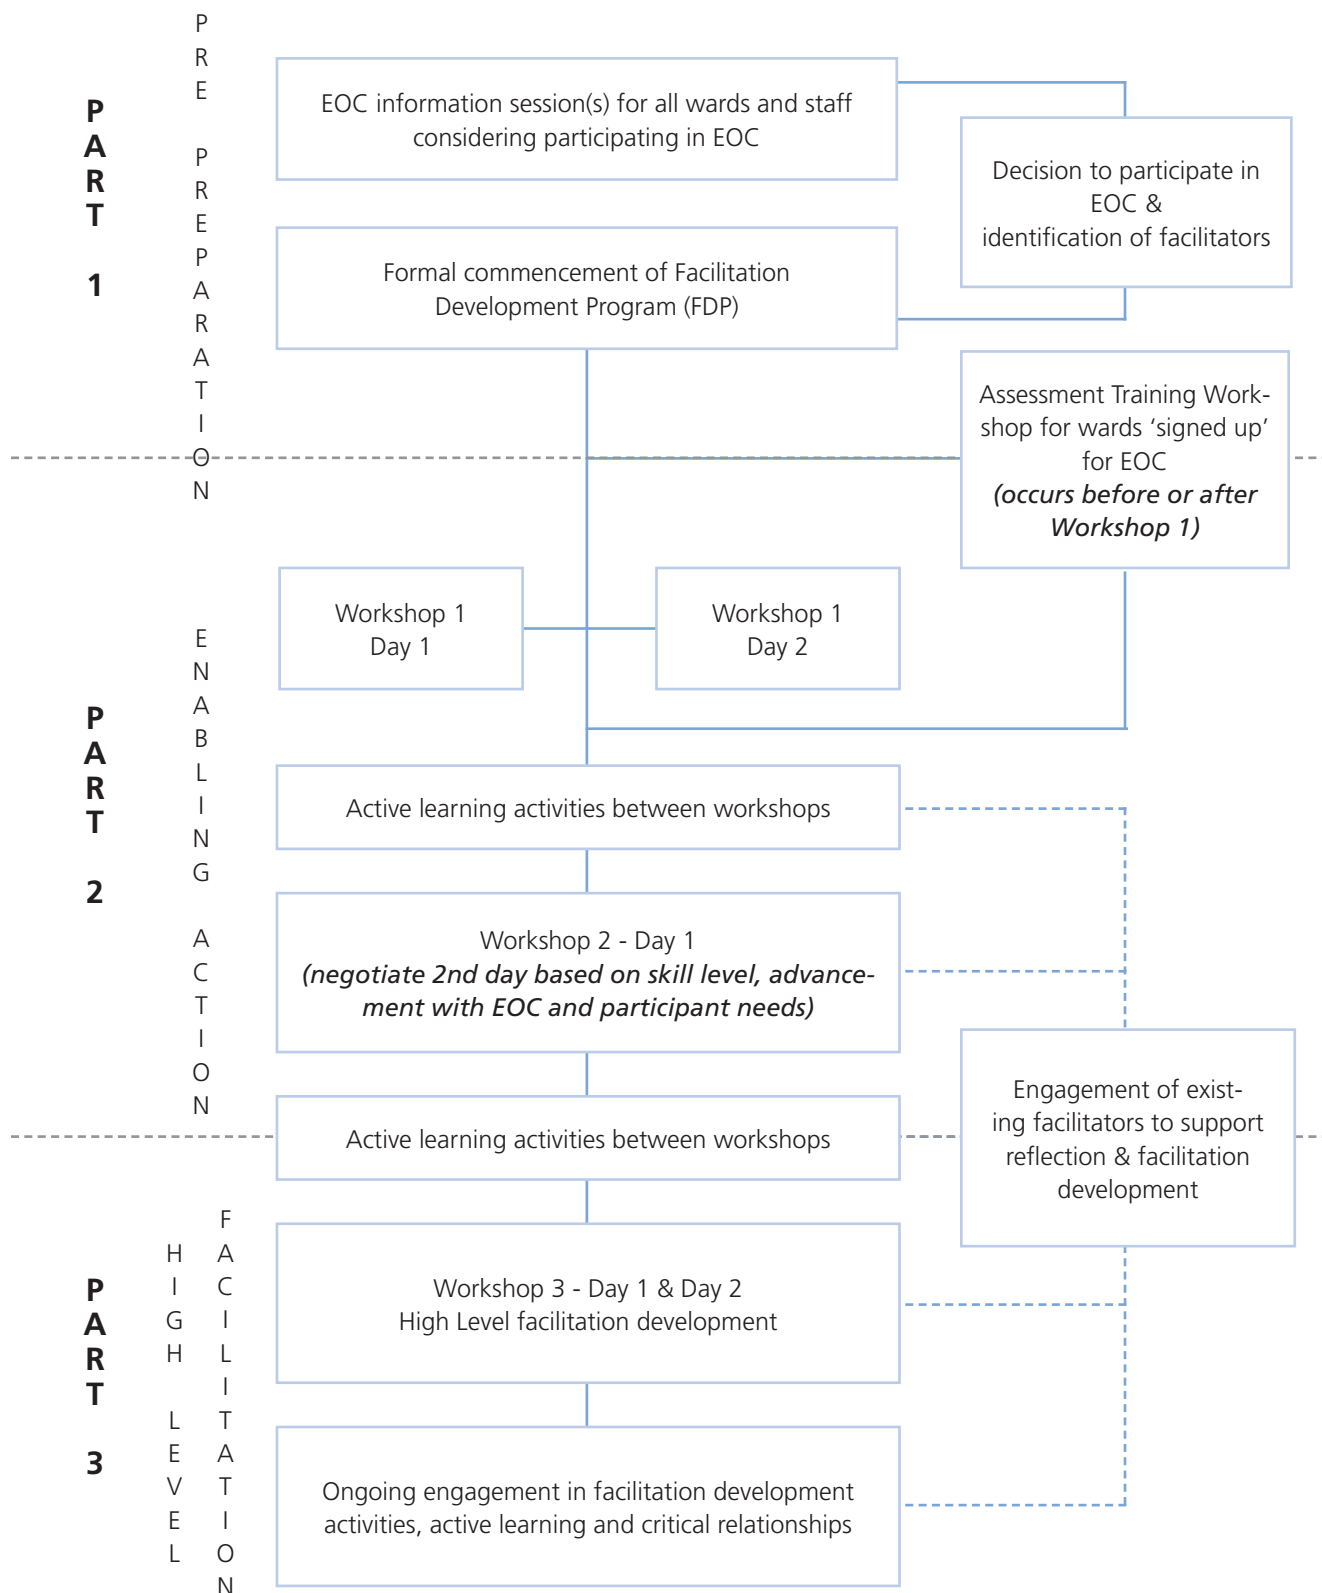 PART 1
PRE PREPARATION
EOC information session(s) for all wards and staff
considering participating in EOC
Decision to participate in
EOC &
identification of facilitators
Formal commencement of Facilitation
Development Program (FDP)
Assessment Training Work-
shop for wards ‘signed up’
for EOC
(occurs before or after
Workshop 1)
PART 2
ENABLING ACTION
Workshop 1
Day 1
Workshop 1
Day 2
Active learning activities between workshops
Workshop 2 - Day 1
(negotiate 2nd day based on skill level, advance-
ment with EOC and participant needs)
Active learning activities between workshops
Engagement of exist-
ing facilitators to support
reflection & facilitation
development
PART 3
HIGH LEVEL
FACILITATION
Workshop 3 - Day 1 & Day 2
High Level facilitation development
Ongoing engagement in facilitation development
activities, active learning and critical relationships